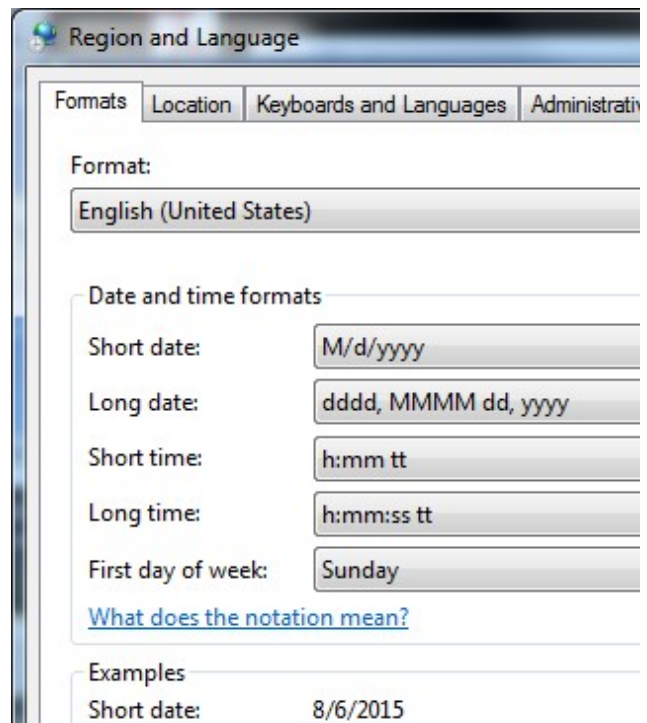 Region and Language
Formats Location Keyboards and Languages
Format:
English (United States)
Date and time formats
Short date: M/d/yyyy
Long date: dddd, MMMM dd, yyyy
Short time: h:mm tt
Long time: h:mm:ss tt
First day of week: Sunday
What does the notation mean?
Examples
Short date: 8/6/2015